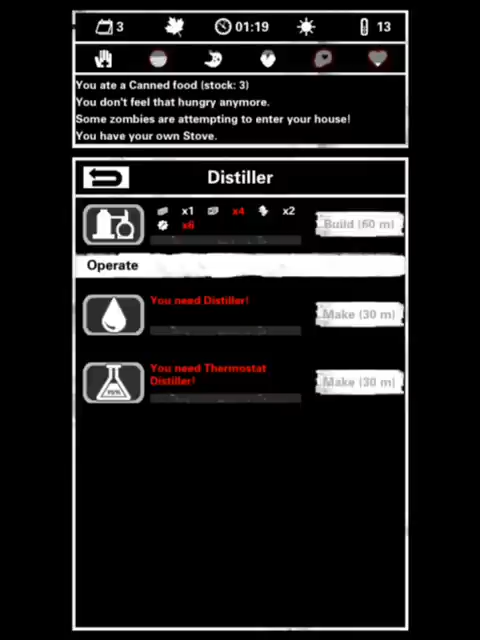 3 01:19 13
You ate a Canned food (stock: 3)
You don't feel that hungry anymore.
Some zombies are attempting to enter your house!
You have your own Stove.
Distiller
x1 x4 x2
x6
Build (60 m)
Operate
You need Distiller!
Make (30 m)
You need Thermostat
Distiller!
Make (30 m)
95%